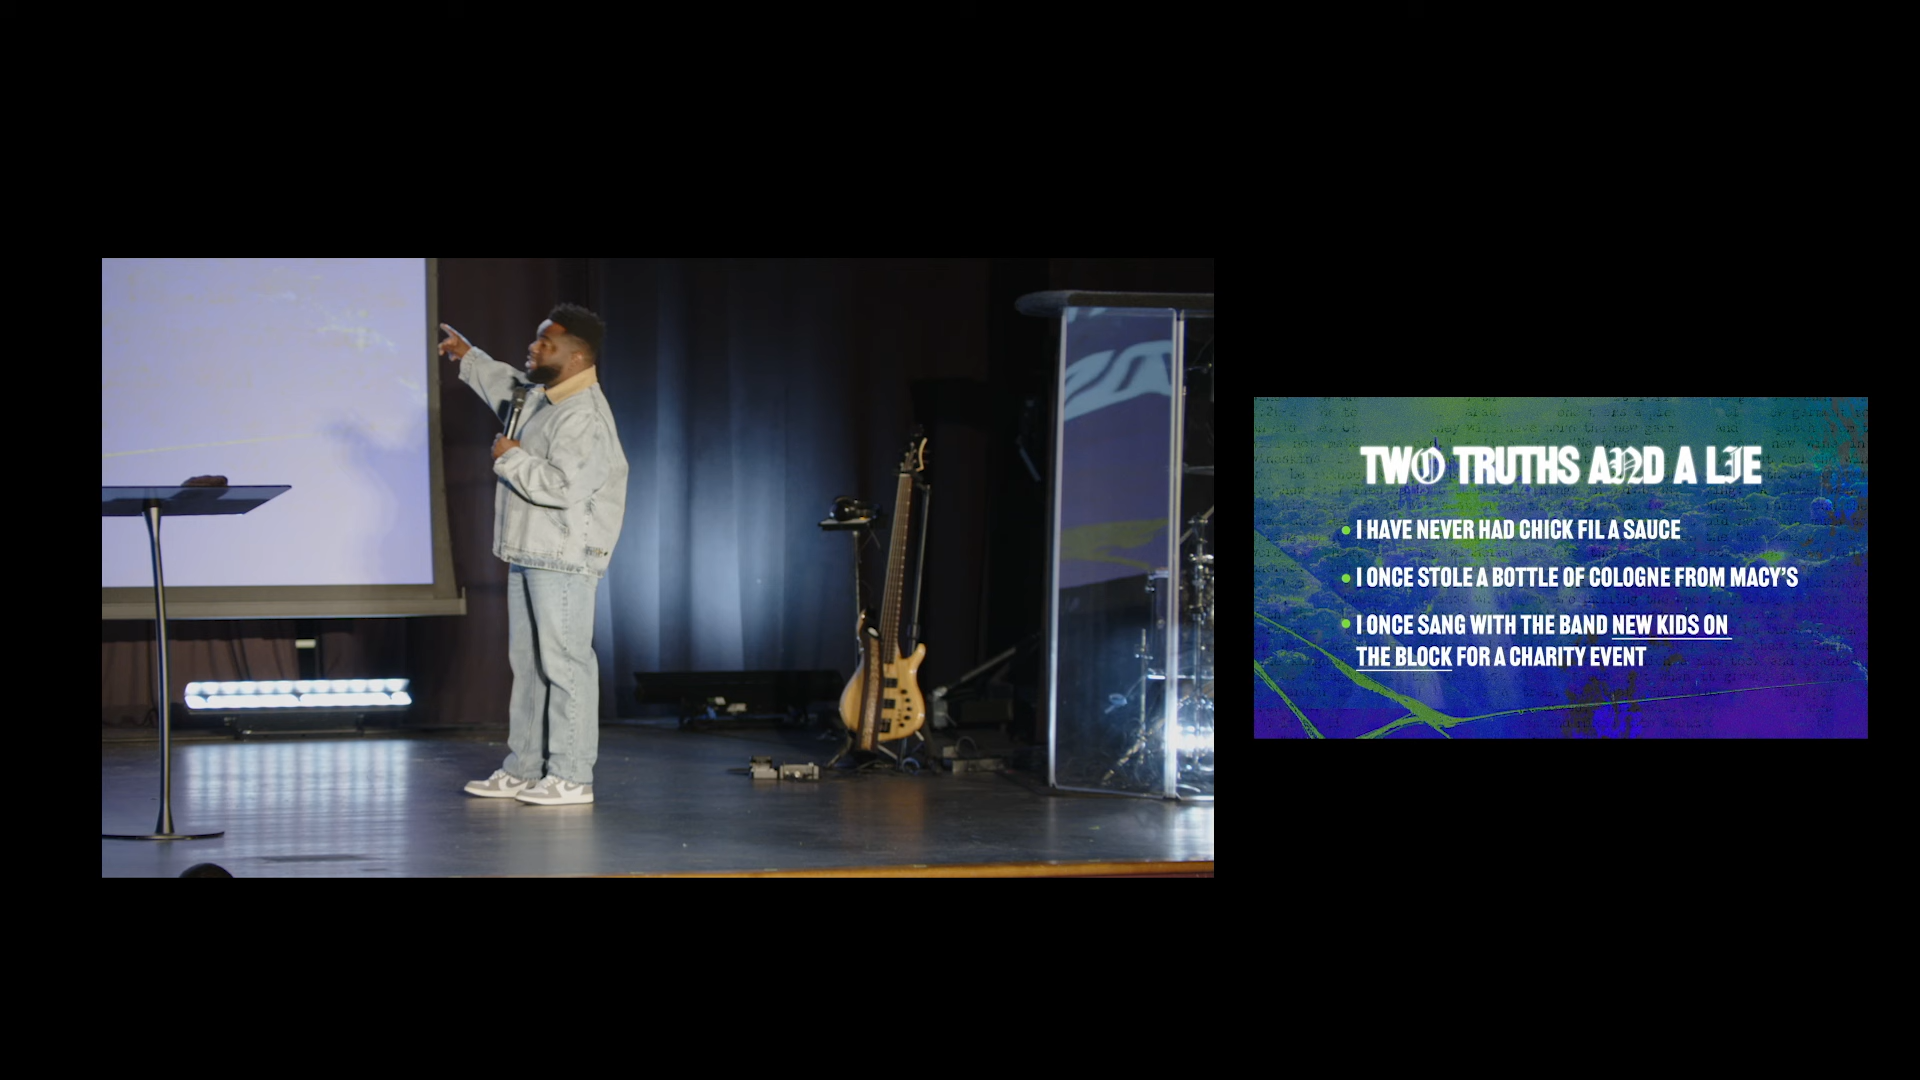 TWO TRUTHS AND A LIE
I HAVE NEVER HAD CHICK FIL A SAUCE
I ONCE STOLE A BOTTLE OF COLOGNE FROM MACY'S
I ONCE SANG WITH THE BAND NEW KIDS ON
THE BLOCK FOR A CHARITY EVENT